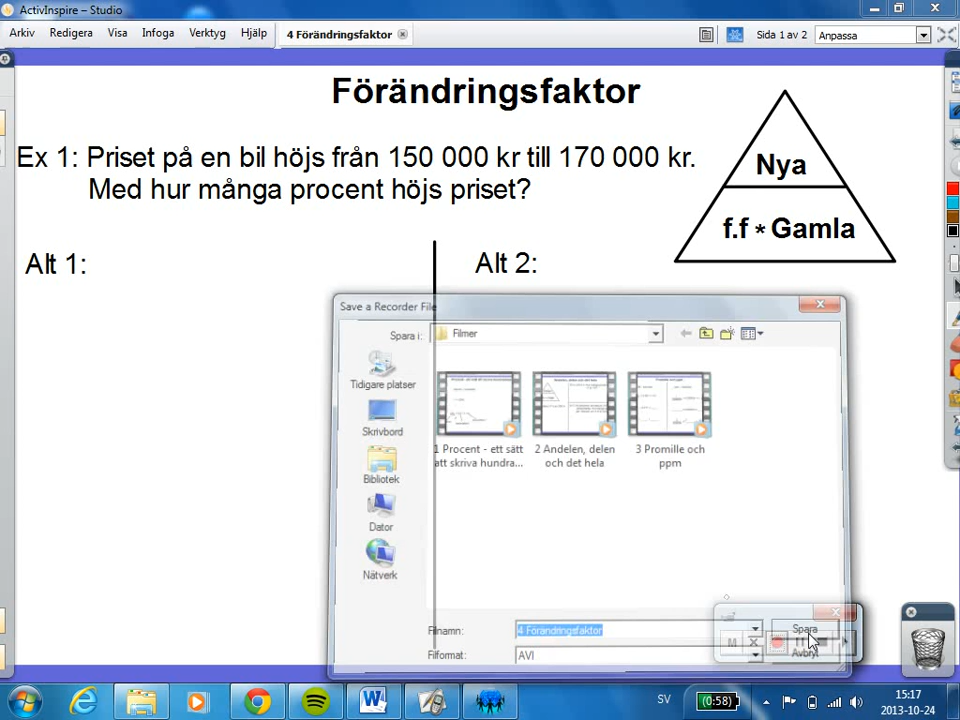 ActivInspire – Studio
Arkiv Redigera Visa Infoga Verktyg Hjälp
4 Förändringsfaktor
Sida 1 av 2
Anpassa
Förändringsfaktor
Ex 1: Priset på en bil höjs från 150 000 kr till 170 000 kr.
Med hur många procent höjs priset?
Nya
f.f * Gamla
Alt 1:
Alt 2:
Save a Recorder File
Spara i:
Filmer
Tidigare platser
Skrivbord
Bibliotek
Dator
Nätverk
1 Procent - ett sätt
att skriva hundra...
2 Andelen, delen
och det hela
3 Promille och
ppm
Filnamn:
4 Förändringsfaktor
Spara
Filformat:
AVI
Avbryt
M
SV
(0:58)
15:17
2013-10-24